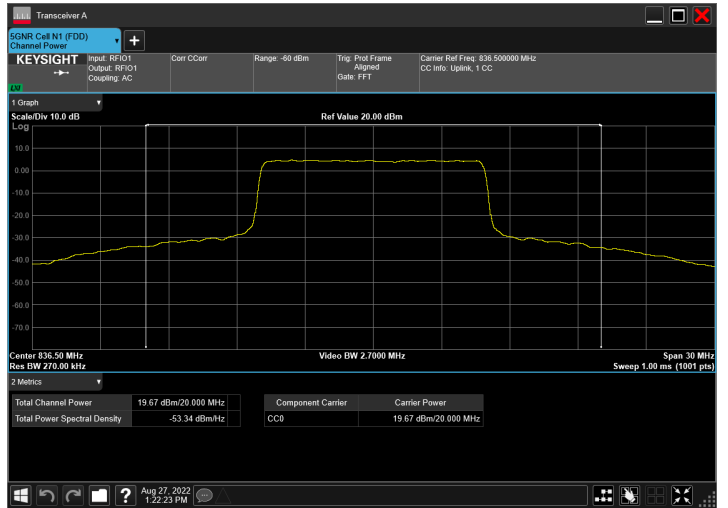 Transceiver A
5GNR Cell N1 (FDD)
Channel Power
KEYSIGHT
LXI
Input: RFIO1
Output: RFIO1
Coupling: AC
Corr CCorr
Range: -60 dBm
Trig: Prot Frame
Aligned
Gate: FFT
Carrier Ref Freq: 836.500000 MHz
CC Info: Uplink, 1 CC
1 Graph
Scale/Div 10.0 dB
Ref Value 20.00 dBm
Log
10.0
0.00
-10.0
-20.0
-30.0
-40.0
-50.0
-60.0
-70.0
Center 836.50 MHz
Video BW 2.7000 MHz
Span 30 MHz
Res BW 270.00 kHz
Sweep 1.00 ms (1001 pts)
2 Metrics
Total Channel Power 19.67 dBm/20.000 MHz
Total Power Spectral Density -53.34 dBm/Hz
Component Carrier Carrier Power
CC0 19.67 dBm/20.000 MHz
?
Aug 27, 2022
1:22:23 PM